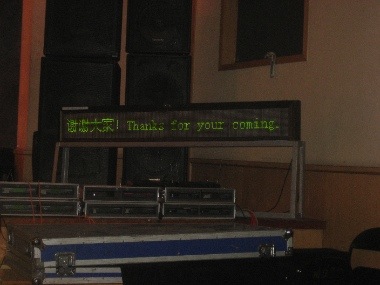 谢谢大家! Thanks for your coming.